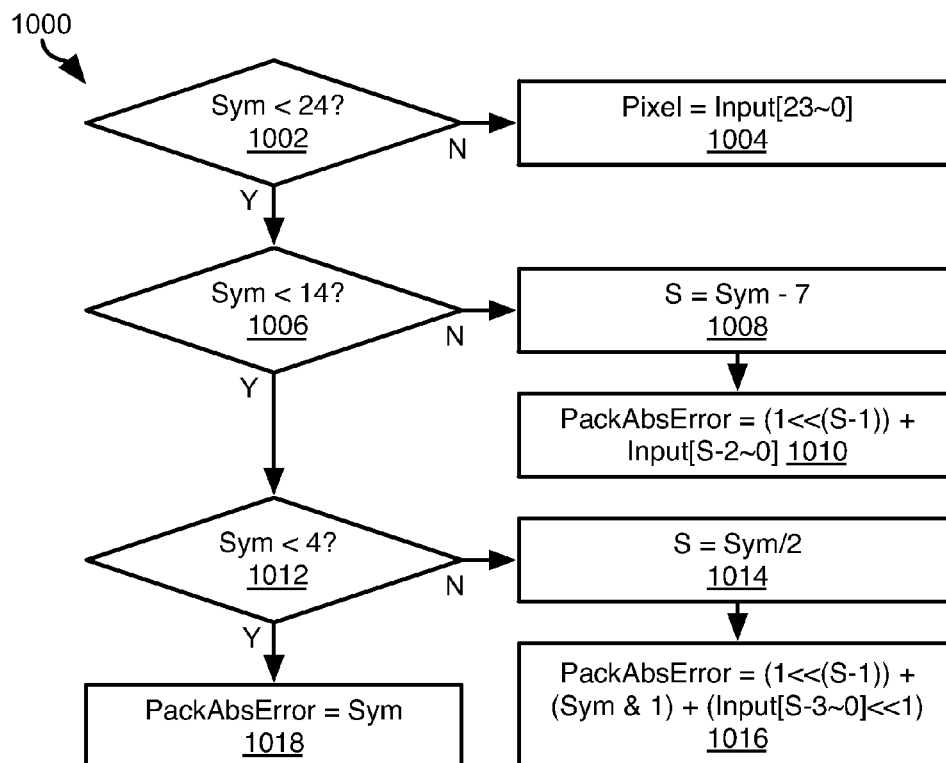 1000
Sym < 24?
1002
N
Y
Pixel = Input[23~0]
1004
Sym < 14?
1006
N
Y
S = Sym - 7
1008
PackAbsError = (1<<(S-1)) +
Input[S-2~0] 1010
Sym < 4?
1012
N
Y
S = Sym/2
1014
PackAbsError = (1<<(S-1)) +
(Sym & 1) + (Input[S-3~0]<<1)
1016
PackAbsError = Sym
1018